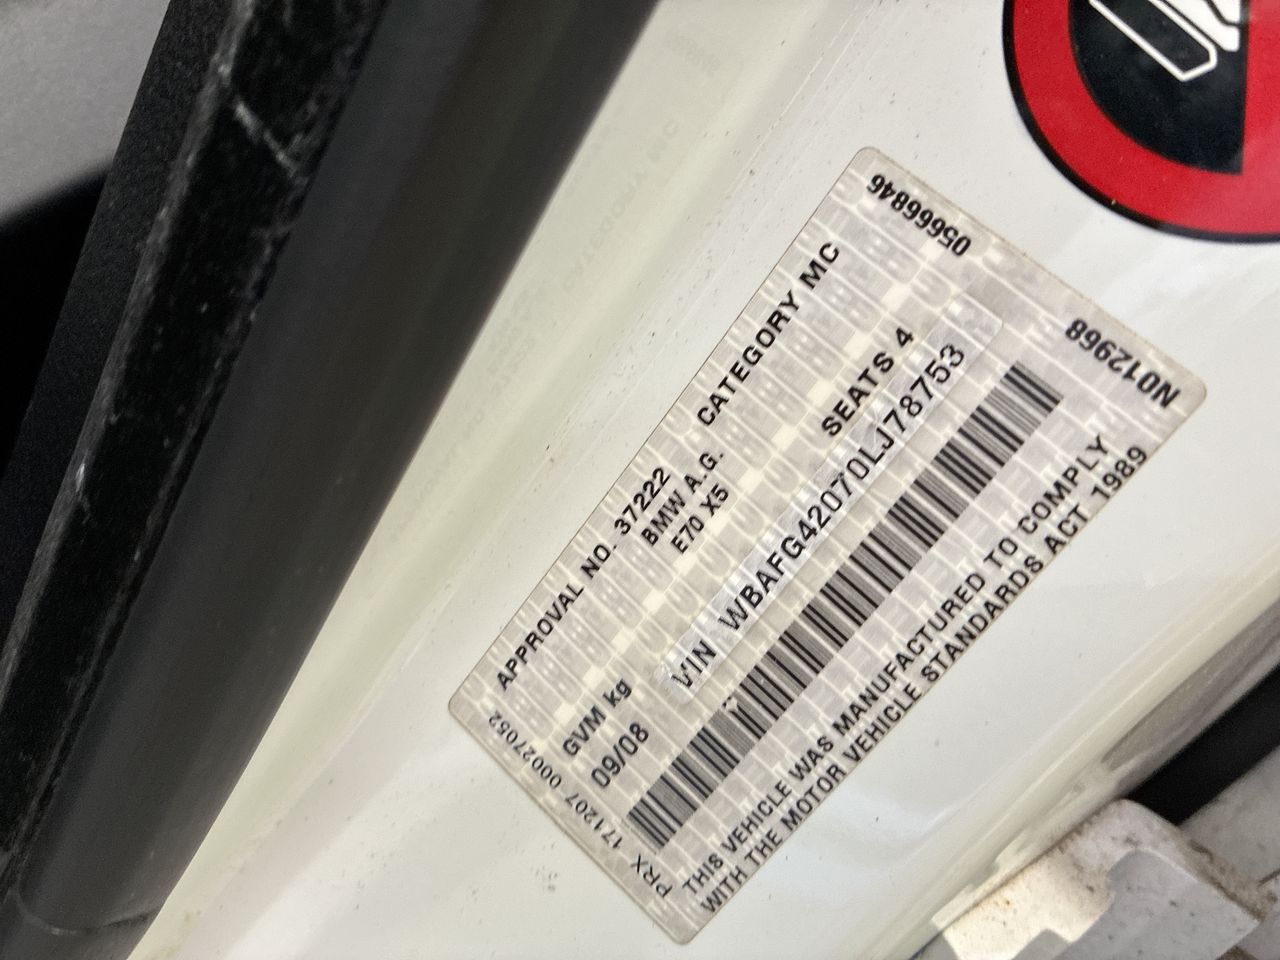 APPROVAL NO. 37222 CATEGORY MC
BMW A.G.
E70 X5
GVM kg SEATS 4
09/08
VIN WBAFG42070LJ78753
THIS VEHICLE WAS MANUFACTURED TO COMPLY
WITH THE MOTOR VEHICLE STANDARDS ACT 1989
PRX 171207 00027052
05666846
N012968